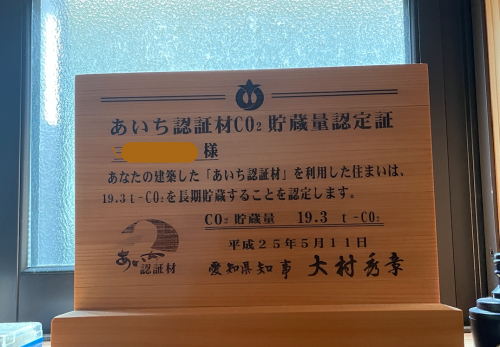 あいち認証材CO₂貯蔵量認定証
様
あなたの建築した「あいち認証材」を利用した住まいは、
19.3t-CO₂を長期貯蔵することを認定します。
CO₂貯蔵量 19.3 t-CO₂
平成25年5月11日
愛知県知事 大村秀章
あいち
認証材